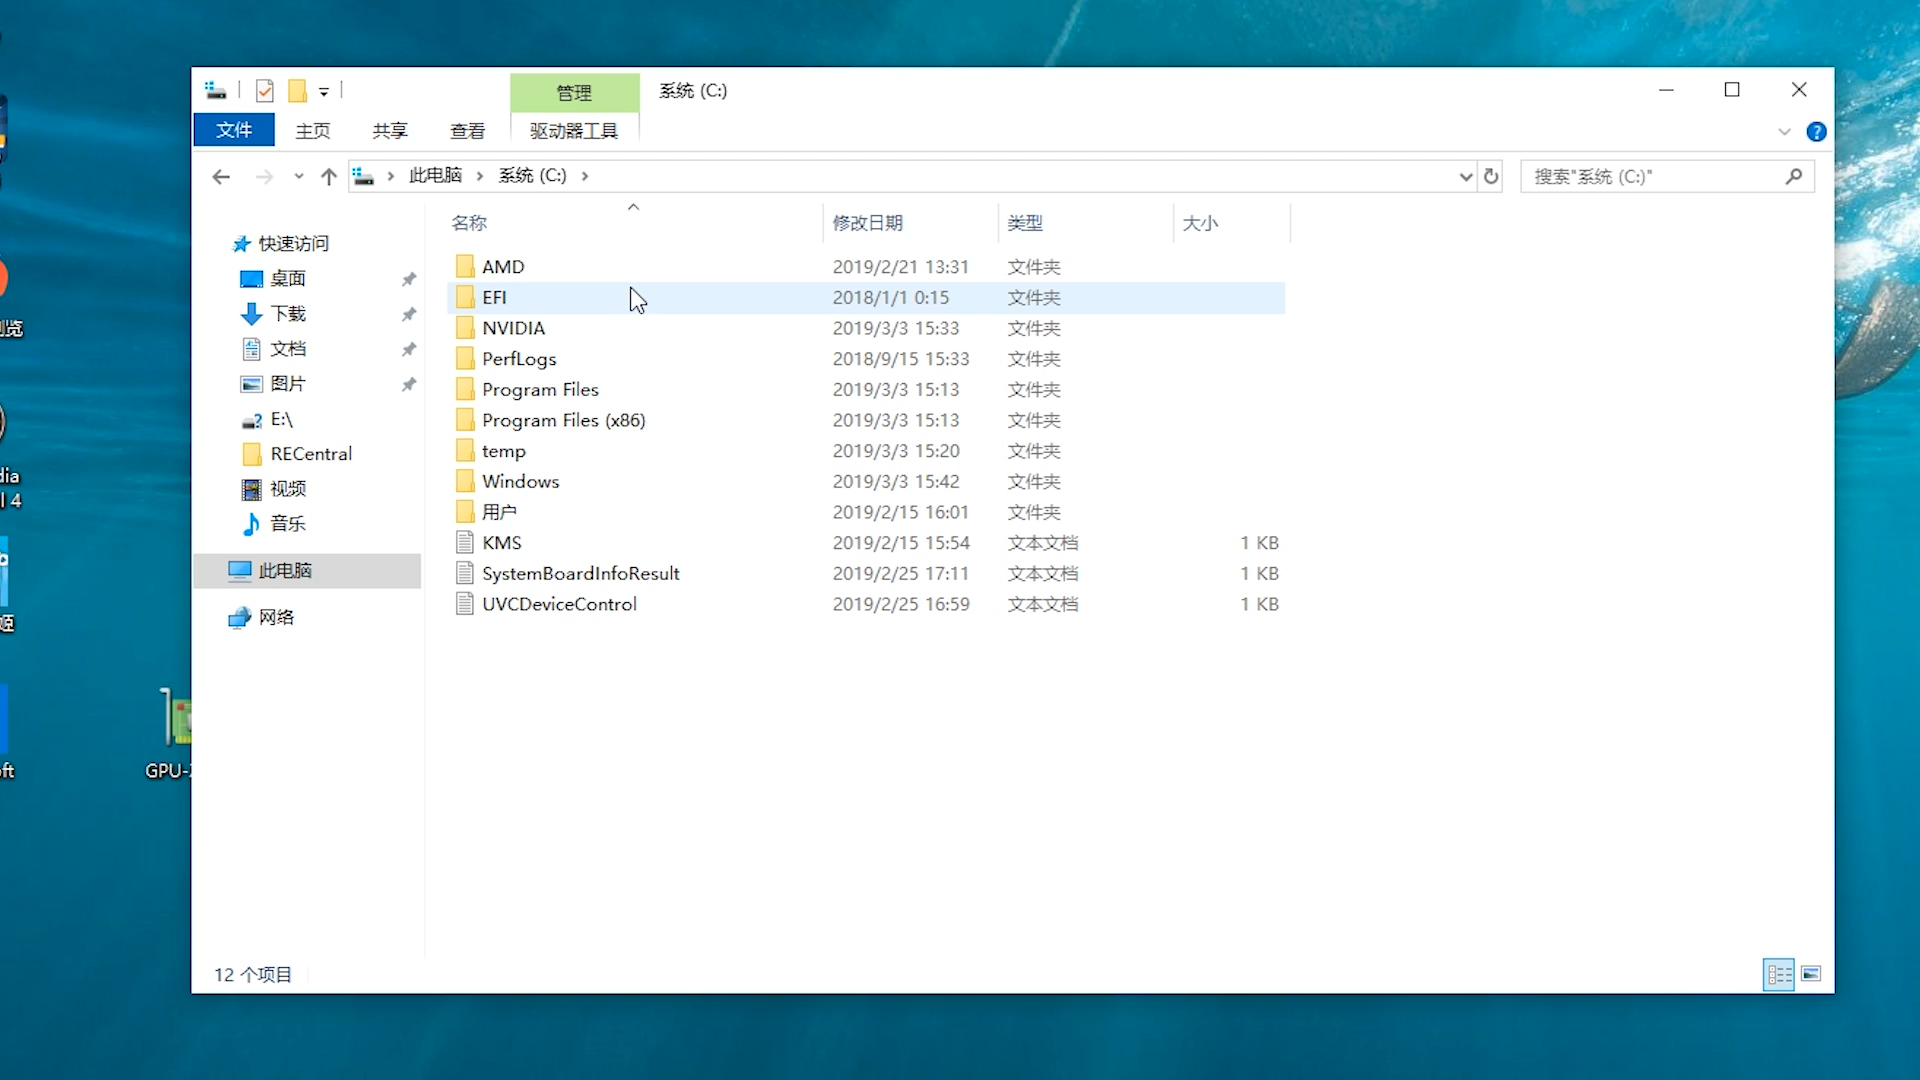 管理
系统 (C:)
文件
主页
共享
查看
驱动器工具
此电脑
系统 (C:)
搜索"系统 (C:)"
名称
修改日期
类型
大小
快速访问
桌面
下载
文档
图片
E:\
RECentral
视频
音乐
此电脑
网络
AMD 2019/2/21 13:31 文件夹
EFI 2018/1/1 0:15 文件夹
NVIDIA 2019/3/3 15:33 文件夹
PerfLogs 2018/9/15 15:33 文件夹
Program Files 2019/3/3 15:13 文件夹
Program Files (x86) 2019/3/3 15:13 文件夹
temp 2019/3/3 15:20 文件夹
Windows 2019/3/3 15:42 文件夹
用户 2019/2/15 16:01 文件夹
KMS 2019/2/15 15:54 文本文档 1 KB
SystemBoardInfoResult 2019/2/25 17:11 文本文档 1 KB
UVCDeviceControl 2019/2/25 16:59 文本文档 1 KB
12 个项目
GPU-